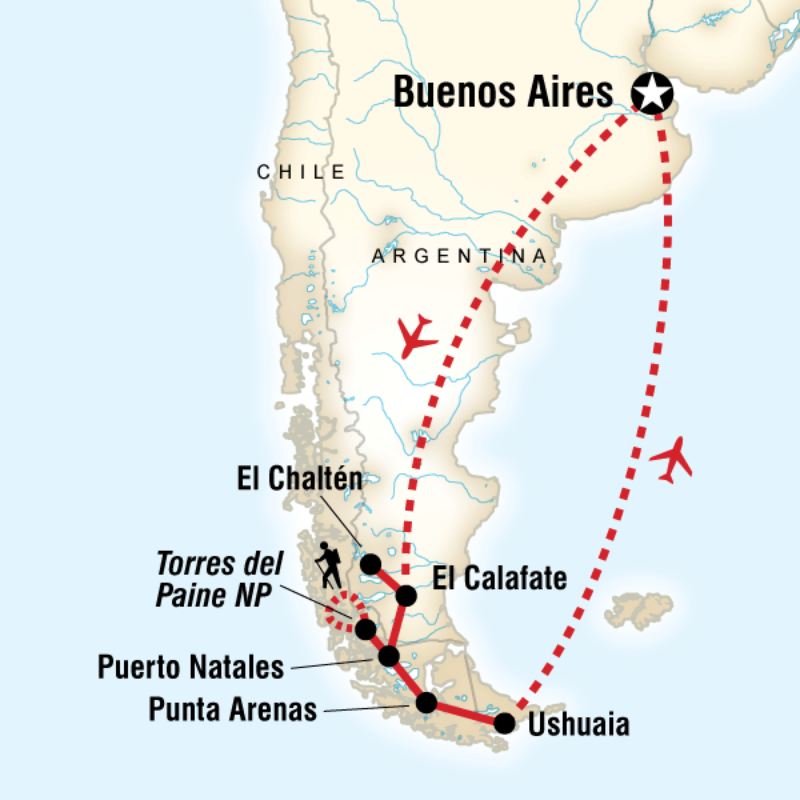 Buenos Aires
CHILE
ARGENTINA
El Chaltén
Torres del
Paine NP
El Calafate
Puerto Natales
Punta Arenas
Ushuaia